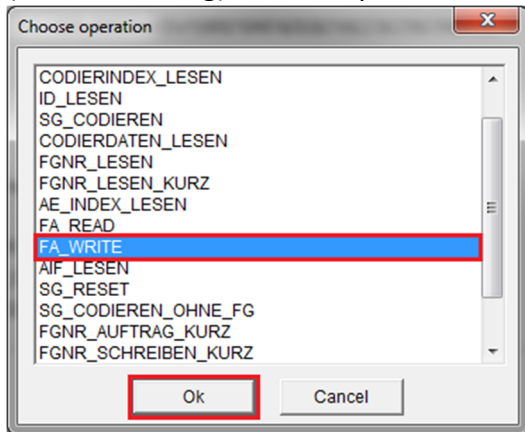 Choose operation
CODIERINDEX_LESEN
ID_LESEN
SG_CODIEREN
CODIERDATEN_LESEN
FGNR_LESEN
FGNR_LESEN_KURZ
AE_INDEX_LESEN
FA_READ
FA_WRITE
AIF_LESEN
SG_RESET
SG_CODIEREN_OHNE_FG
FGNR_AUFTRAG_KURZ
FGNR_SCHREIBEN_KURZ
Ok Cancel